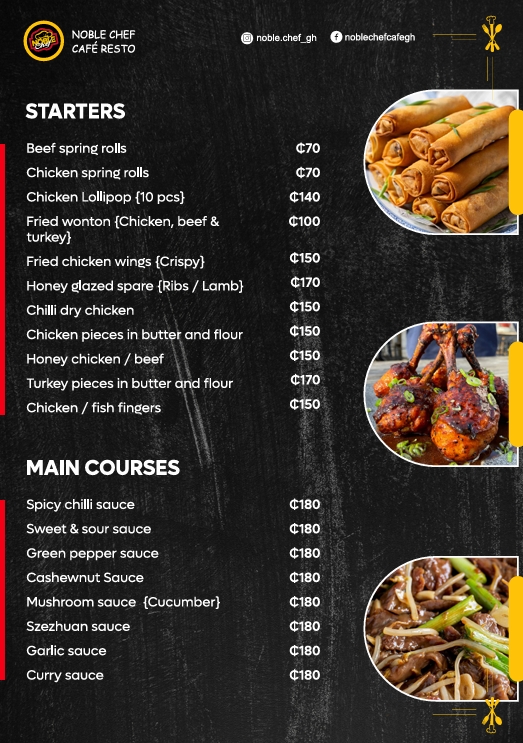 NOBLE CHEF
CAFÉ RESTO
noble.chef_gh
noblechefcafegh
STARTERS
Beef spring rolls ₵70
Chicken spring rolls ₵70
Chicken Lollipop {10 pcs} ₵140
Fried wonton {Chicken, beef & ₵100
turkey}
Fried chicken wings {Crispy} ₵150
Honey glazed spare {Ribs / Lamb} ₵170
Chilli dry chicken ₵150
Chicken pieces in butter and flour ₵150
Honey chicken / beef ₵150
Turkey pieces in butter and flour ₵170
Chicken / fish fingers ₵150
MAIN COURSES
Spicy chilli sauce ₵180
Sweet & sour sauce ₵180
Green pepper sauce ₵180
Cashewnut Sauce ₵180
Mushroom sauce {Cucumber} ₵180
Szezhuan sauce ₵180
Garlic sauce ₵180
Curry sauce ₵180